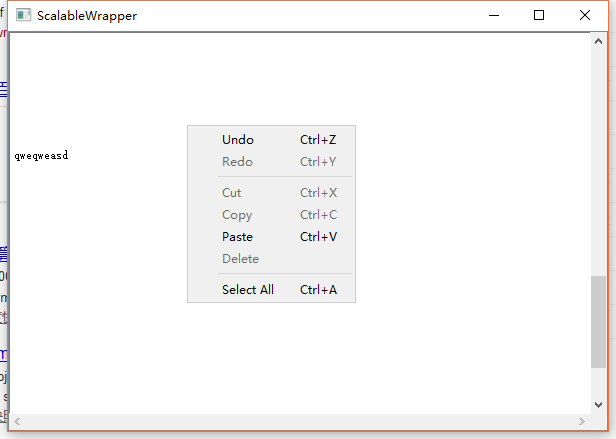 ScalableWrapper
qweqweasd
Undo Ctrl+Z
Redo Ctrl+Y
Cut Ctrl+X
Copy Ctrl+C
Paste Ctrl+V
Delete
Select All Ctrl+A